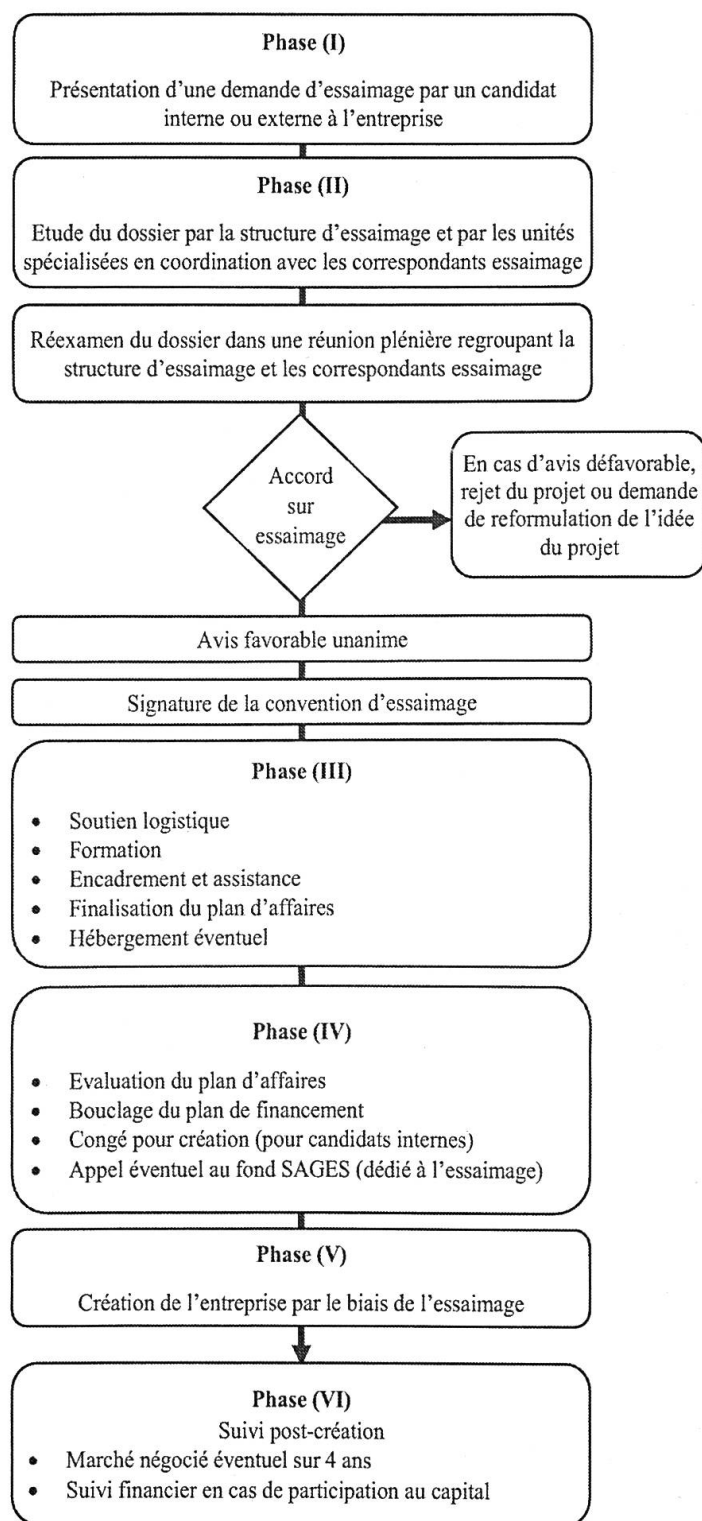 Phase (I)
Présentation d'une demande d'essaimage par un candidat
interne ou externe à l'entreprise
Phase (II)
Etude du dossier par la structure d'essaimage et par les unités
spécialisées en coordination avec les correspondants essaimage
Réexamen du dossier dans une réunion plénière regroupant la
structure d'essaimage et les correspondants essaimage
Accord
sur
essaimage
En cas d'avis défavorable,
rejet du projet ou demande
de reformulation de l'idée
du projet
Avis favorable unanime
Signature de la convention d'essaimage
Phase (III)
• Soutien logistique
• Formation
• Encadrement et assistance
• Finalisation du plan d'affaires
• Hébergement éventuel
Phase (IV)
• Evaluation du plan d'affaires
• Bouclage du plan de financement
• Congé pour création (pour candidats internes)
• Appel éventuel au fond SAGES (dédié à l'essaimage)
Phase (V)
Création de l'entreprise par le biais de l'essaimage
Phase (VI)
Suivi post-création
• Marché négocié éventuel sur 4 ans
• Suivi financier en cas de participation au capital